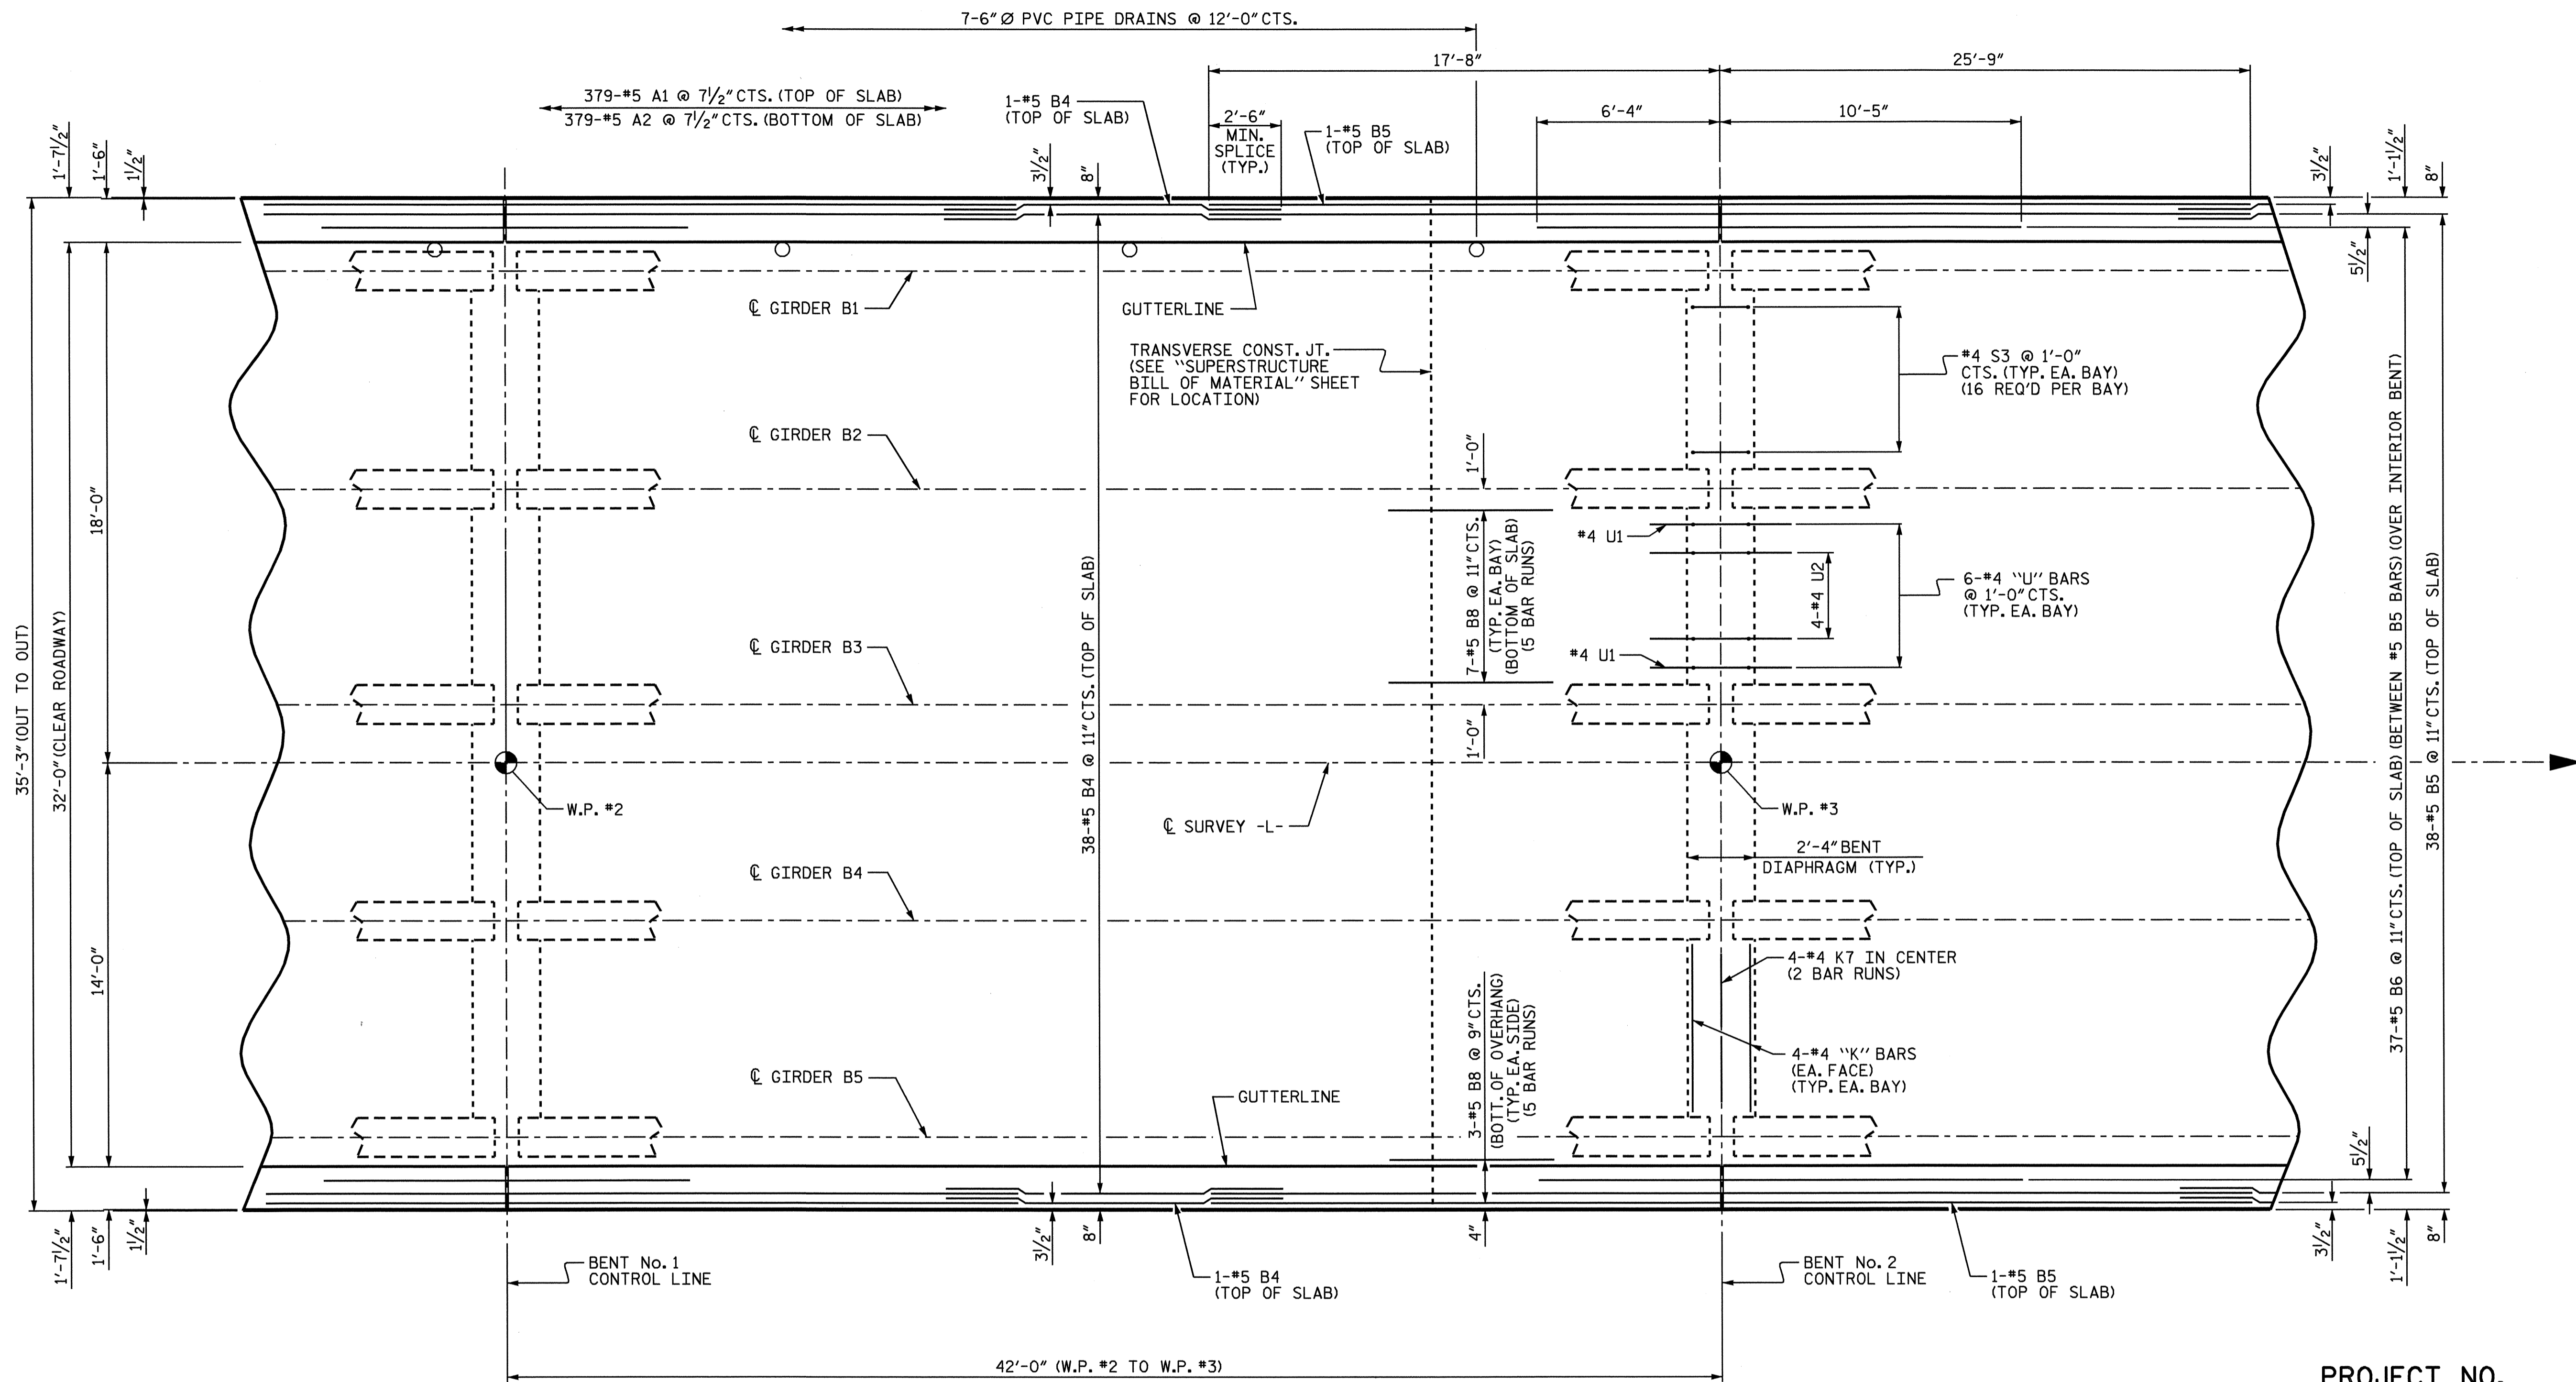 7-6"Ø PVC PIPE DRAINS @ 12'-0"CTS.
17'-8"
25'-9"
379-#5 A1 @ 7½"CTS. (TOP OF SLAB)
379-#5 A2 @ 7½"CTS. (BOTTOM OF SLAB)
1-#5 B4
(TOP OF SLAB)
2'-6"
MIN.
SPLICE
(TYP.)
1-#5 B5
(TOP OF SLAB)
6'-4"
10'-5"
1'-7½"
1'-6"
1½"
3½"
8"
3½"
1'-1½"
8"
5½"
℄ GIRDER B1
GUTTERLINE
TRANSVERSE CONST. JT.
(SEE "SUPERSTRUCTURE
BILL OF MATERIAL" SHEET
FOR LOCATION)
#4 S3 @ 1'-0"
CTS. (TYP. EA. BAY)
(16 REQ'D PER BAY)
℄ GIRDER B2
1'-0"
18'-0"
#4 U1
4-#4 U2
6-#4 "U" BARS
@ 1'-0"CTS.
(TYP. EA. BAY)
7-#5 B8 @ 11"CTS.
(TYP. EA. BAY)
(BOTTOM OF SLAB)
(5 BAR RUNS)
#4 U1
℄ GIRDER B3
1'-0"
35'-3"(OUT TO OUT)
32'-0"(CLEAR ROADWAY)
38-#5 B4 @ 11"CTS. (TOP OF SLAB)
37-#5 B6 @ 11"CTS. (TOP OF SLAB) (BETWEEN #5 B5 BARS) (OVER INTERIOR BENT)
38-#5 B5 @ 11"CTS. (TOP OF SLAB)
W.P. #2
℄ SURVEY -L-
W.P. #3
2'-4"BENT
DIAPHRAGM (TYP.)
℄ GIRDER B4
14'-0"
4-#4 K7 IN CENTER
(2 BAR RUNS)
3-#5 B8 @ 9"CTS.
(BOTT. OF OVERHANG)
(TYP. EA. SIDE)
(5 BAR RUNS)
4-#4 "K" BARS
(EA. FACE)
(TYP. EA. BAY)
℄ GIRDER B5
GUTTERLINE
5½"
1'-7½"
1'-6"
1½"
3½"
8"
4"
3½"
1'-1½"
8"
BENT No. 1
CONTROL LINE
1-#5 B4
(TOP OF SLAB)
BENT No. 2
CONTROL LINE
1-#5 B5
(TOP OF SLAB)
42'-0" (W.P. #2 TO W.P. #3)
PROJECT NO.